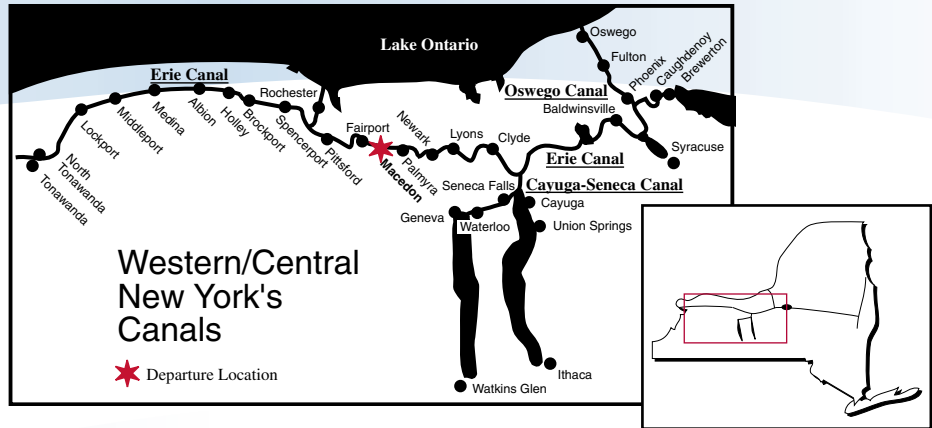 Lake Ontario
Oswego
Fulton
Phoenix
Caughdenoy
Brewerton
Erie Canal
Oswego Canal
Rochester
Baldwinsville
Lockport
Middleport
Medina
Albion
Holley
Brockport
Spencerport
Pittsford
Fairport
Macedon
Newark
Palmyra
Lyons
Clyde
Erie Canal
Syracuse
North
Tonawanda
Tonawanda
Seneca Falls
Cayuga-Seneca Canal
Cayuga
Geneva
Waterloo
Union Springs
Western/Central
New York's
Canals
Departure Location
Watkins Glen
Ithaca